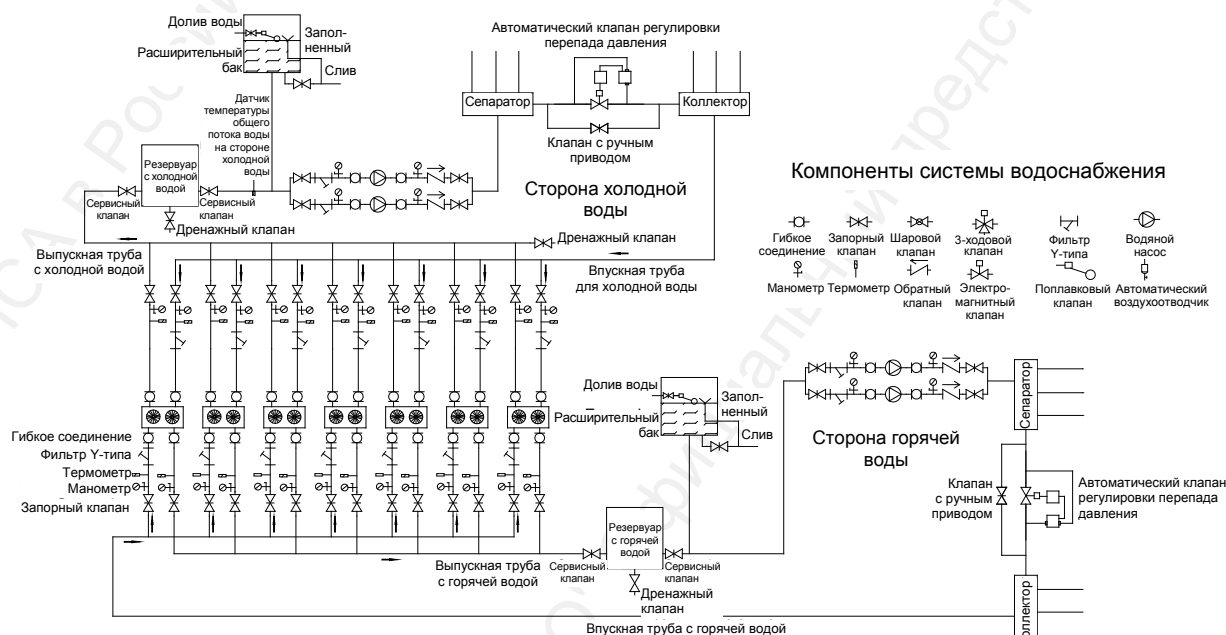 Долив воды
Запол-
ненный
Расширительный
бак
Слив
Автоматический клапан регулировки
перепада давления
Датчик
температуры
общего
потока воды
на стороне
холодной
воды
Сепаратор
Коллектор
Клапан с ручным
приводом
Резервуар
с холодной
водой
Сервисный
клапан
Сервисный
клапан
Дренажный клапан
Сторона холодной
воды
Выпускная труба
с холодной водой
Дренажный клапан
Впускная труба
для холодной воды
Компоненты системы водоснабжения
Гибкое
соединение
Запорный
клапан
Шаровой
клапан
3-ходовой
клапан
Фильтр
Y-типа
Водяной
насос
Манометр
Термометр
Обратный
клапан
Электро-
магнитный
клапан
Поплавковый
клапан
Автоматический
воздухоотводчик
Долив воды
Запол-
ненный
Расширительный
бак
Слив
Сепаратор
Сторона горячей
воды
Гибкое соединение
Фильтр Y-типа
Термометр
Манометр
Запорный клапан
Клапан
с ручным
приводом
Автоматический клапан
регулировки перепада
давления
Резервуар
с горячей
водой
Выпускная труба
с горячей водой
Сервисный
клапан
Сервисный
клапан
Дренажный
клапан
Впускная труба с горячей водой
оллектор